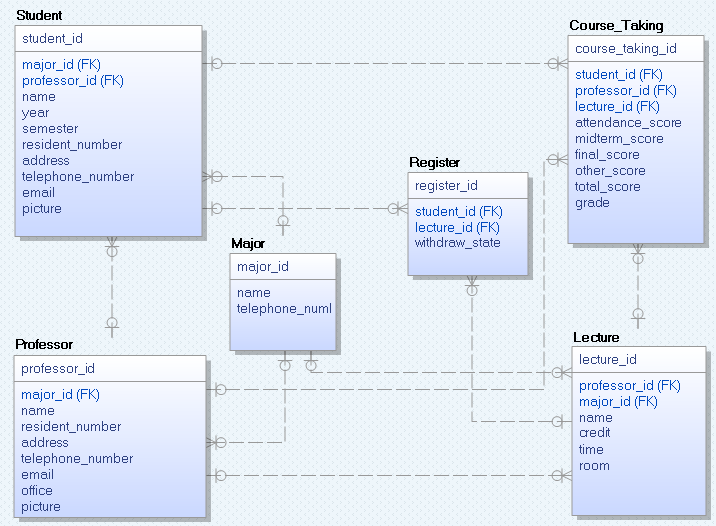 Student
student_id
major_id (FK)
professor_id (FK)
name
year
semester
resident_number
address
telephone_number
email
picture
Course_Taking
course_taking_id
student_id (FK)
professor_id (FK)
lecture_id (FK)
attendance_score
midterm_score
final_score
other_score
total_score
grade
Register
register_id
student_id (FK)
lecture_id (FK)
withdraw_state
Major
major_id
name
telephone_numl
Professor
professor_id
major_id (FK)
name
resident_number
address
telephone_number
email
office
picture
Lecture
lecture_id
professor_id (FK)
major_id (FK)
name
credit
time
room